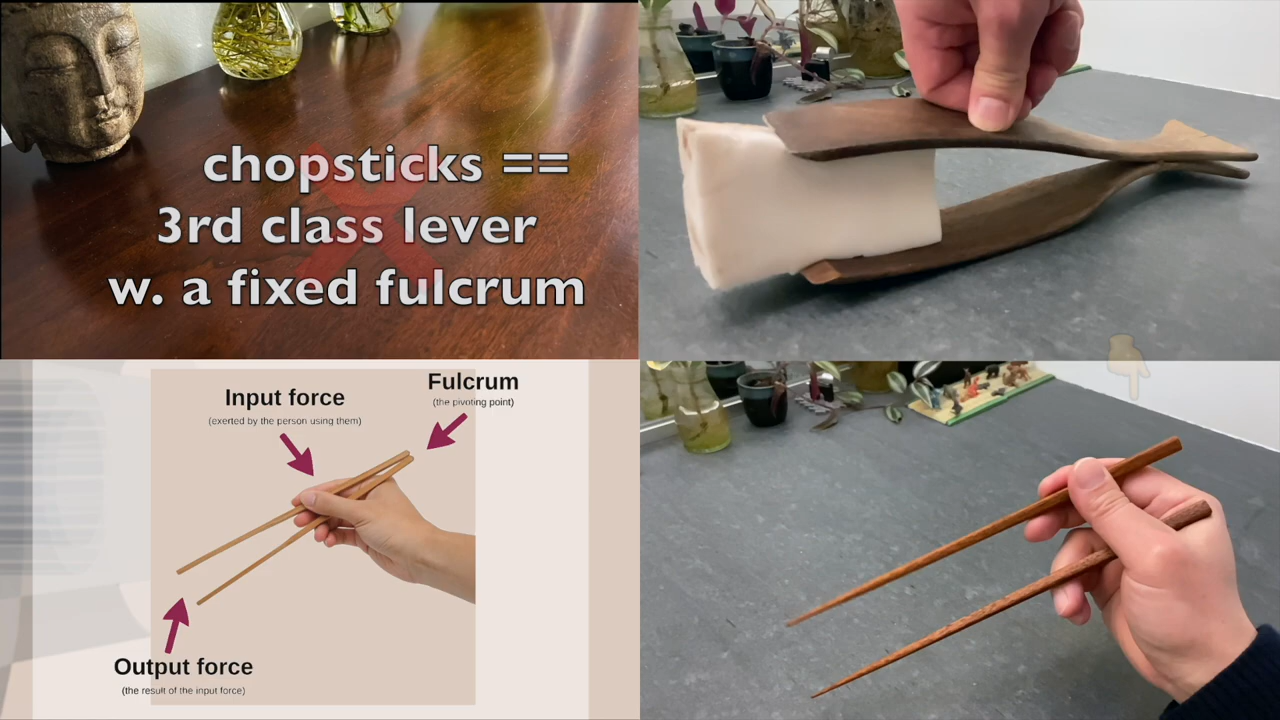 chopsticks ==
3rd class lever
w. a fixed fulcrum
Input force
(exerted by the person using them)
Fulcrum
(the pivoting point)
Output force
(the result of the input force)